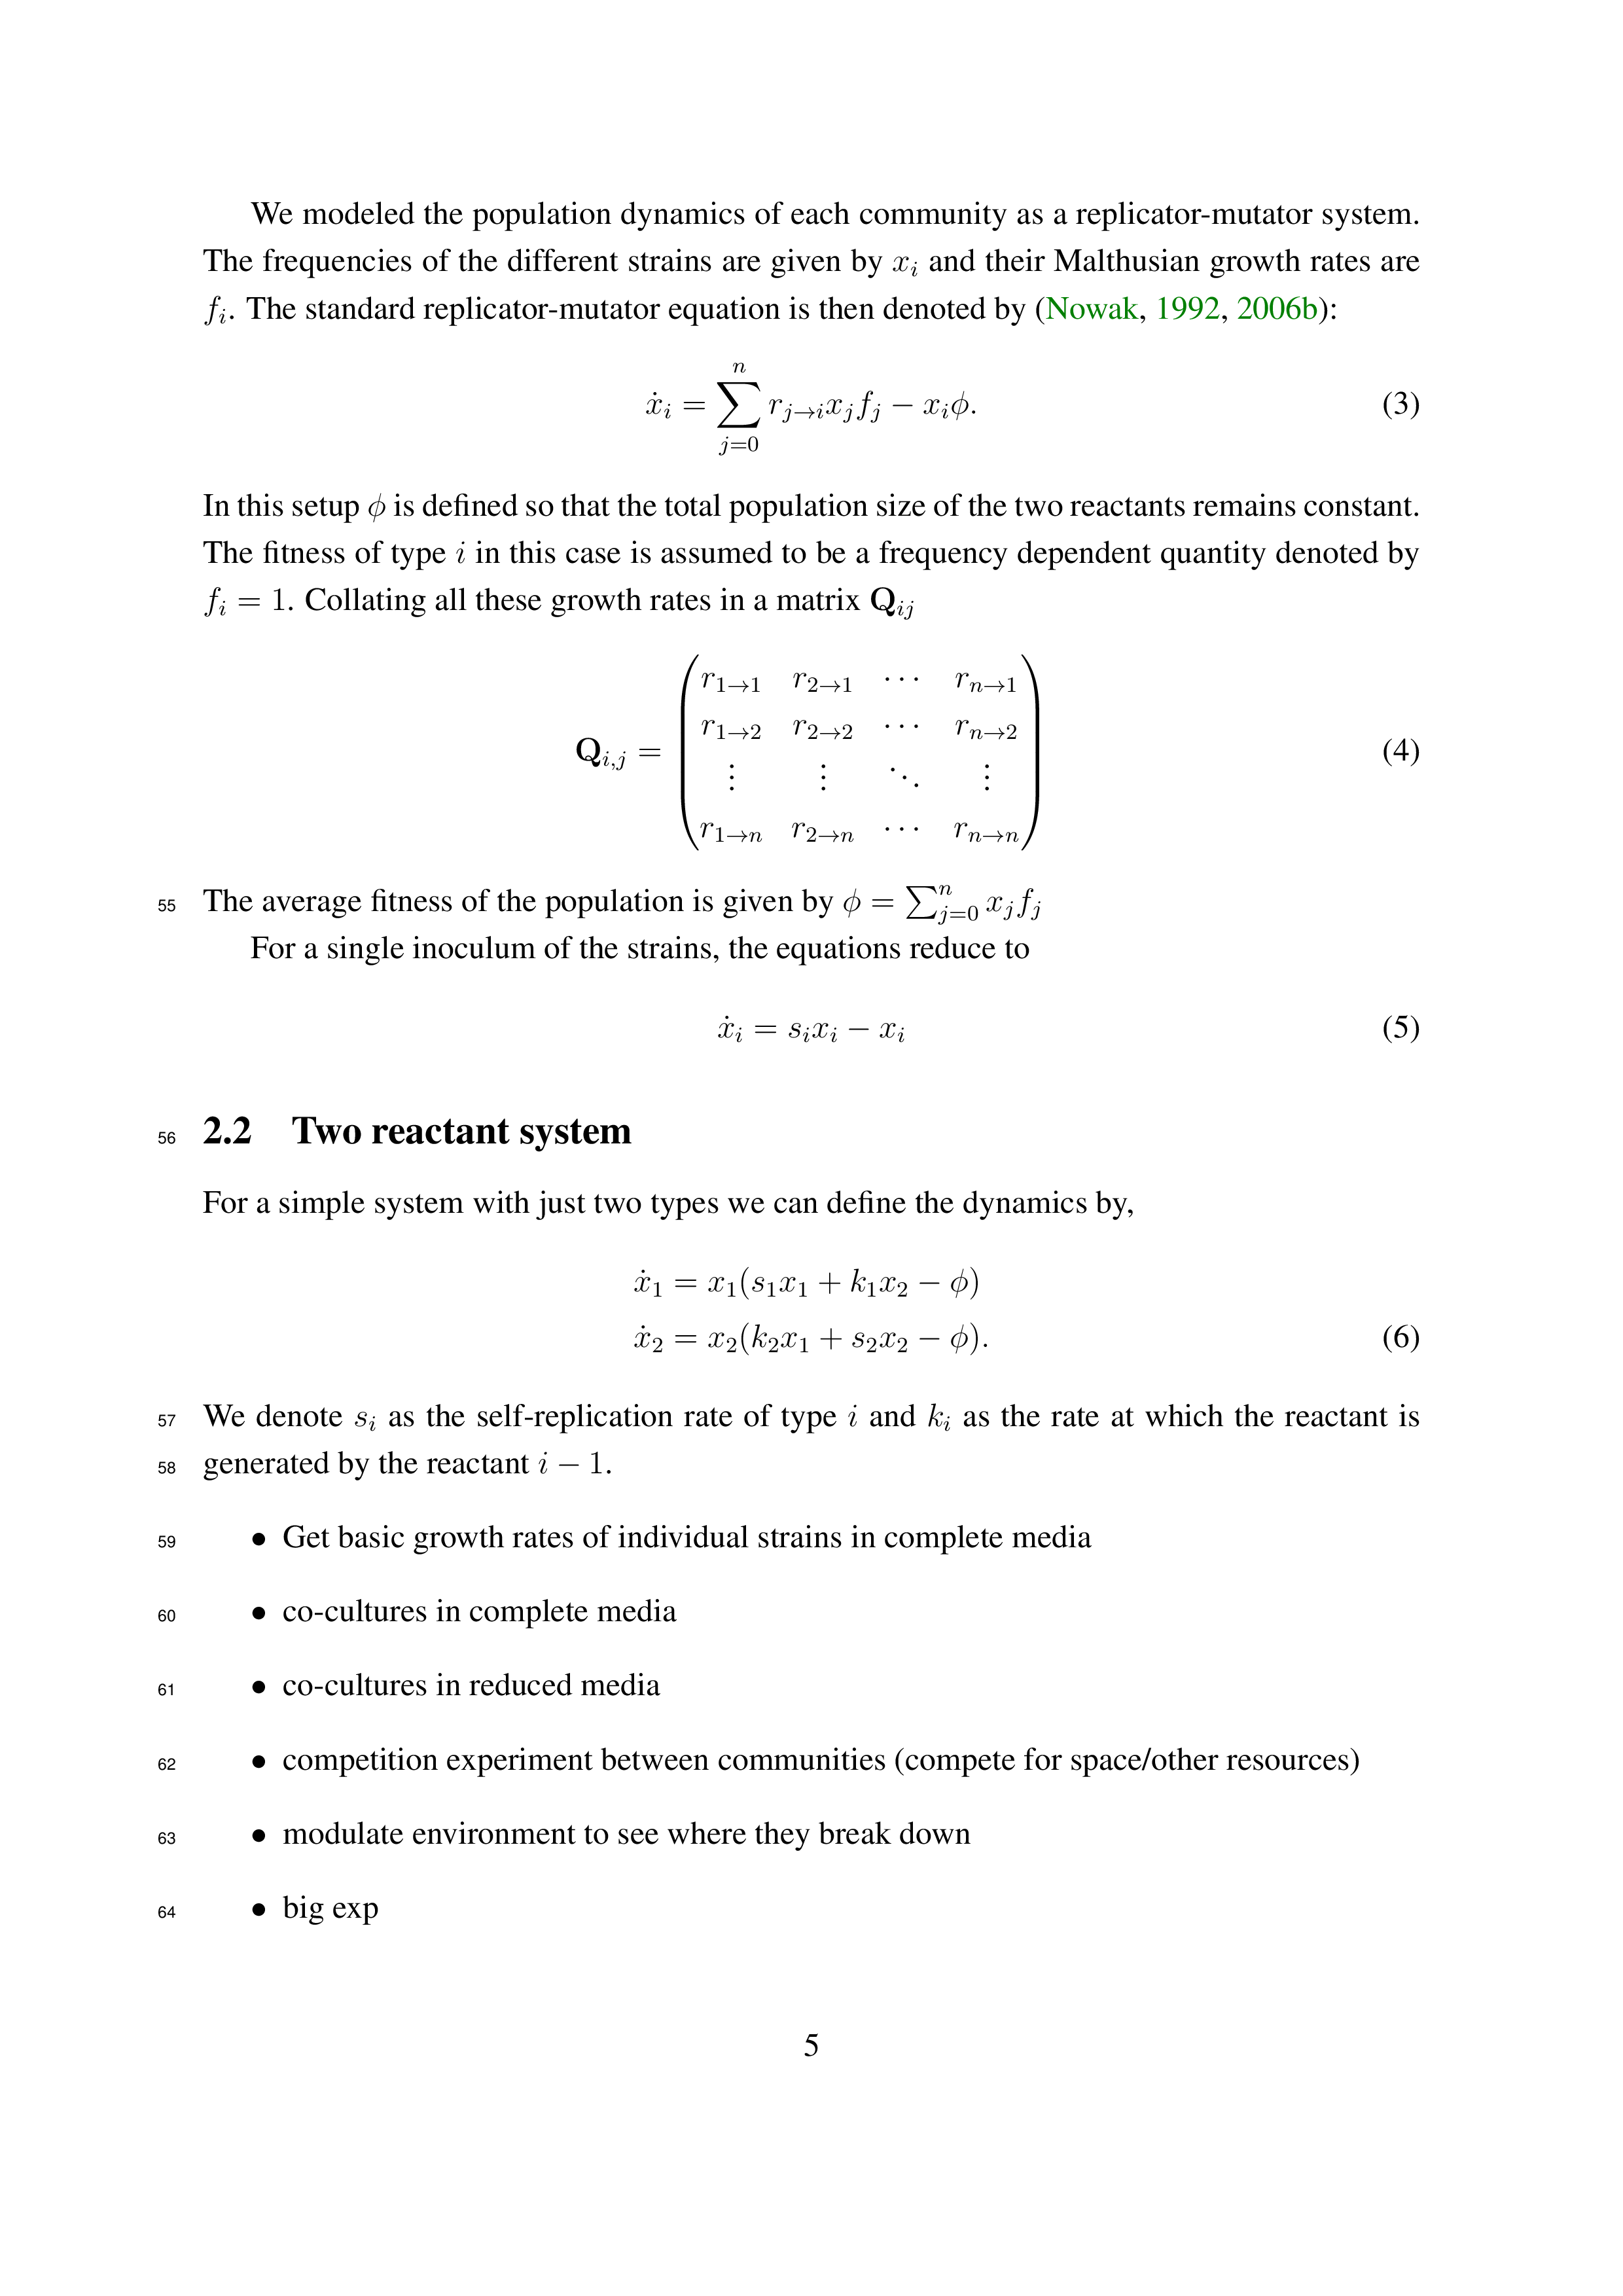 We modeled the population dynamics of each community as a replicator-mutator system.
The frequencies of the different strains are given by $x_i$ and their Malthusian growth rates are
$f_i$. The standard replicator-mutator equation is then denoted by (Nowak, 1992, 2006b):
$\dot{x}_i = \sum_{j=0}^{n} r_{j \to i} x_j f_j - x_i \phi.$ (3)
In this setup $\phi$ is defined so that the total population size of the two reactants remains constant.
The fitness of type $i$ in this case is assumed to be a frequency dependent quantity denoted by
$f_i = 1$. Collating all these growth rates in a matrix $\mathbf{Q}_{ij}$
$\mathbf{Q}_{i,j} = \begin{pmatrix} r_{1 \to 1} & r_{2 \to 1} & \cdots & r_{n \to 1} \\ r_{1 \to 2} & r_{2 \to 2} & \cdots & r_{n \to 2} \\ \vdots & \vdots & \ddots & \vdots \\ r_{1 \to n} & r_{2 \to n} & \cdots & r_{n \to n} \end{pmatrix}$ (4)
55 The average fitness of the population is given by $\phi = \sum_{j=0}^{n} x_j f_j$
For a single inoculum of the strains, the equations reduce to
$\dot{x}_i = s_i x_i - x_i$ (5)
56 2.2 Two reactant system
For a simple system with just two types we can define the dynamics by,
$\dot{x}_1 = x_1(s_1 x_1 + k_1 x_2 - \phi)$
$\dot{x}_2 = x_2(k_2 x_1 + s_2 x_2 - \phi).$ (6)
57 We denote $s_i$ as the self-replication rate of type $i$ and $k_i$ as the rate at which the reactant is
58 generated by the reactant $i - 1$.
59 • Get basic growth rates of individual strains in complete media
60 • co-cultures in complete media
61 • co-cultures in reduced media
62 • competition experiment between communities (compete for space/other resources)
63 • modulate environment to see where they break down
64 • big exp
5